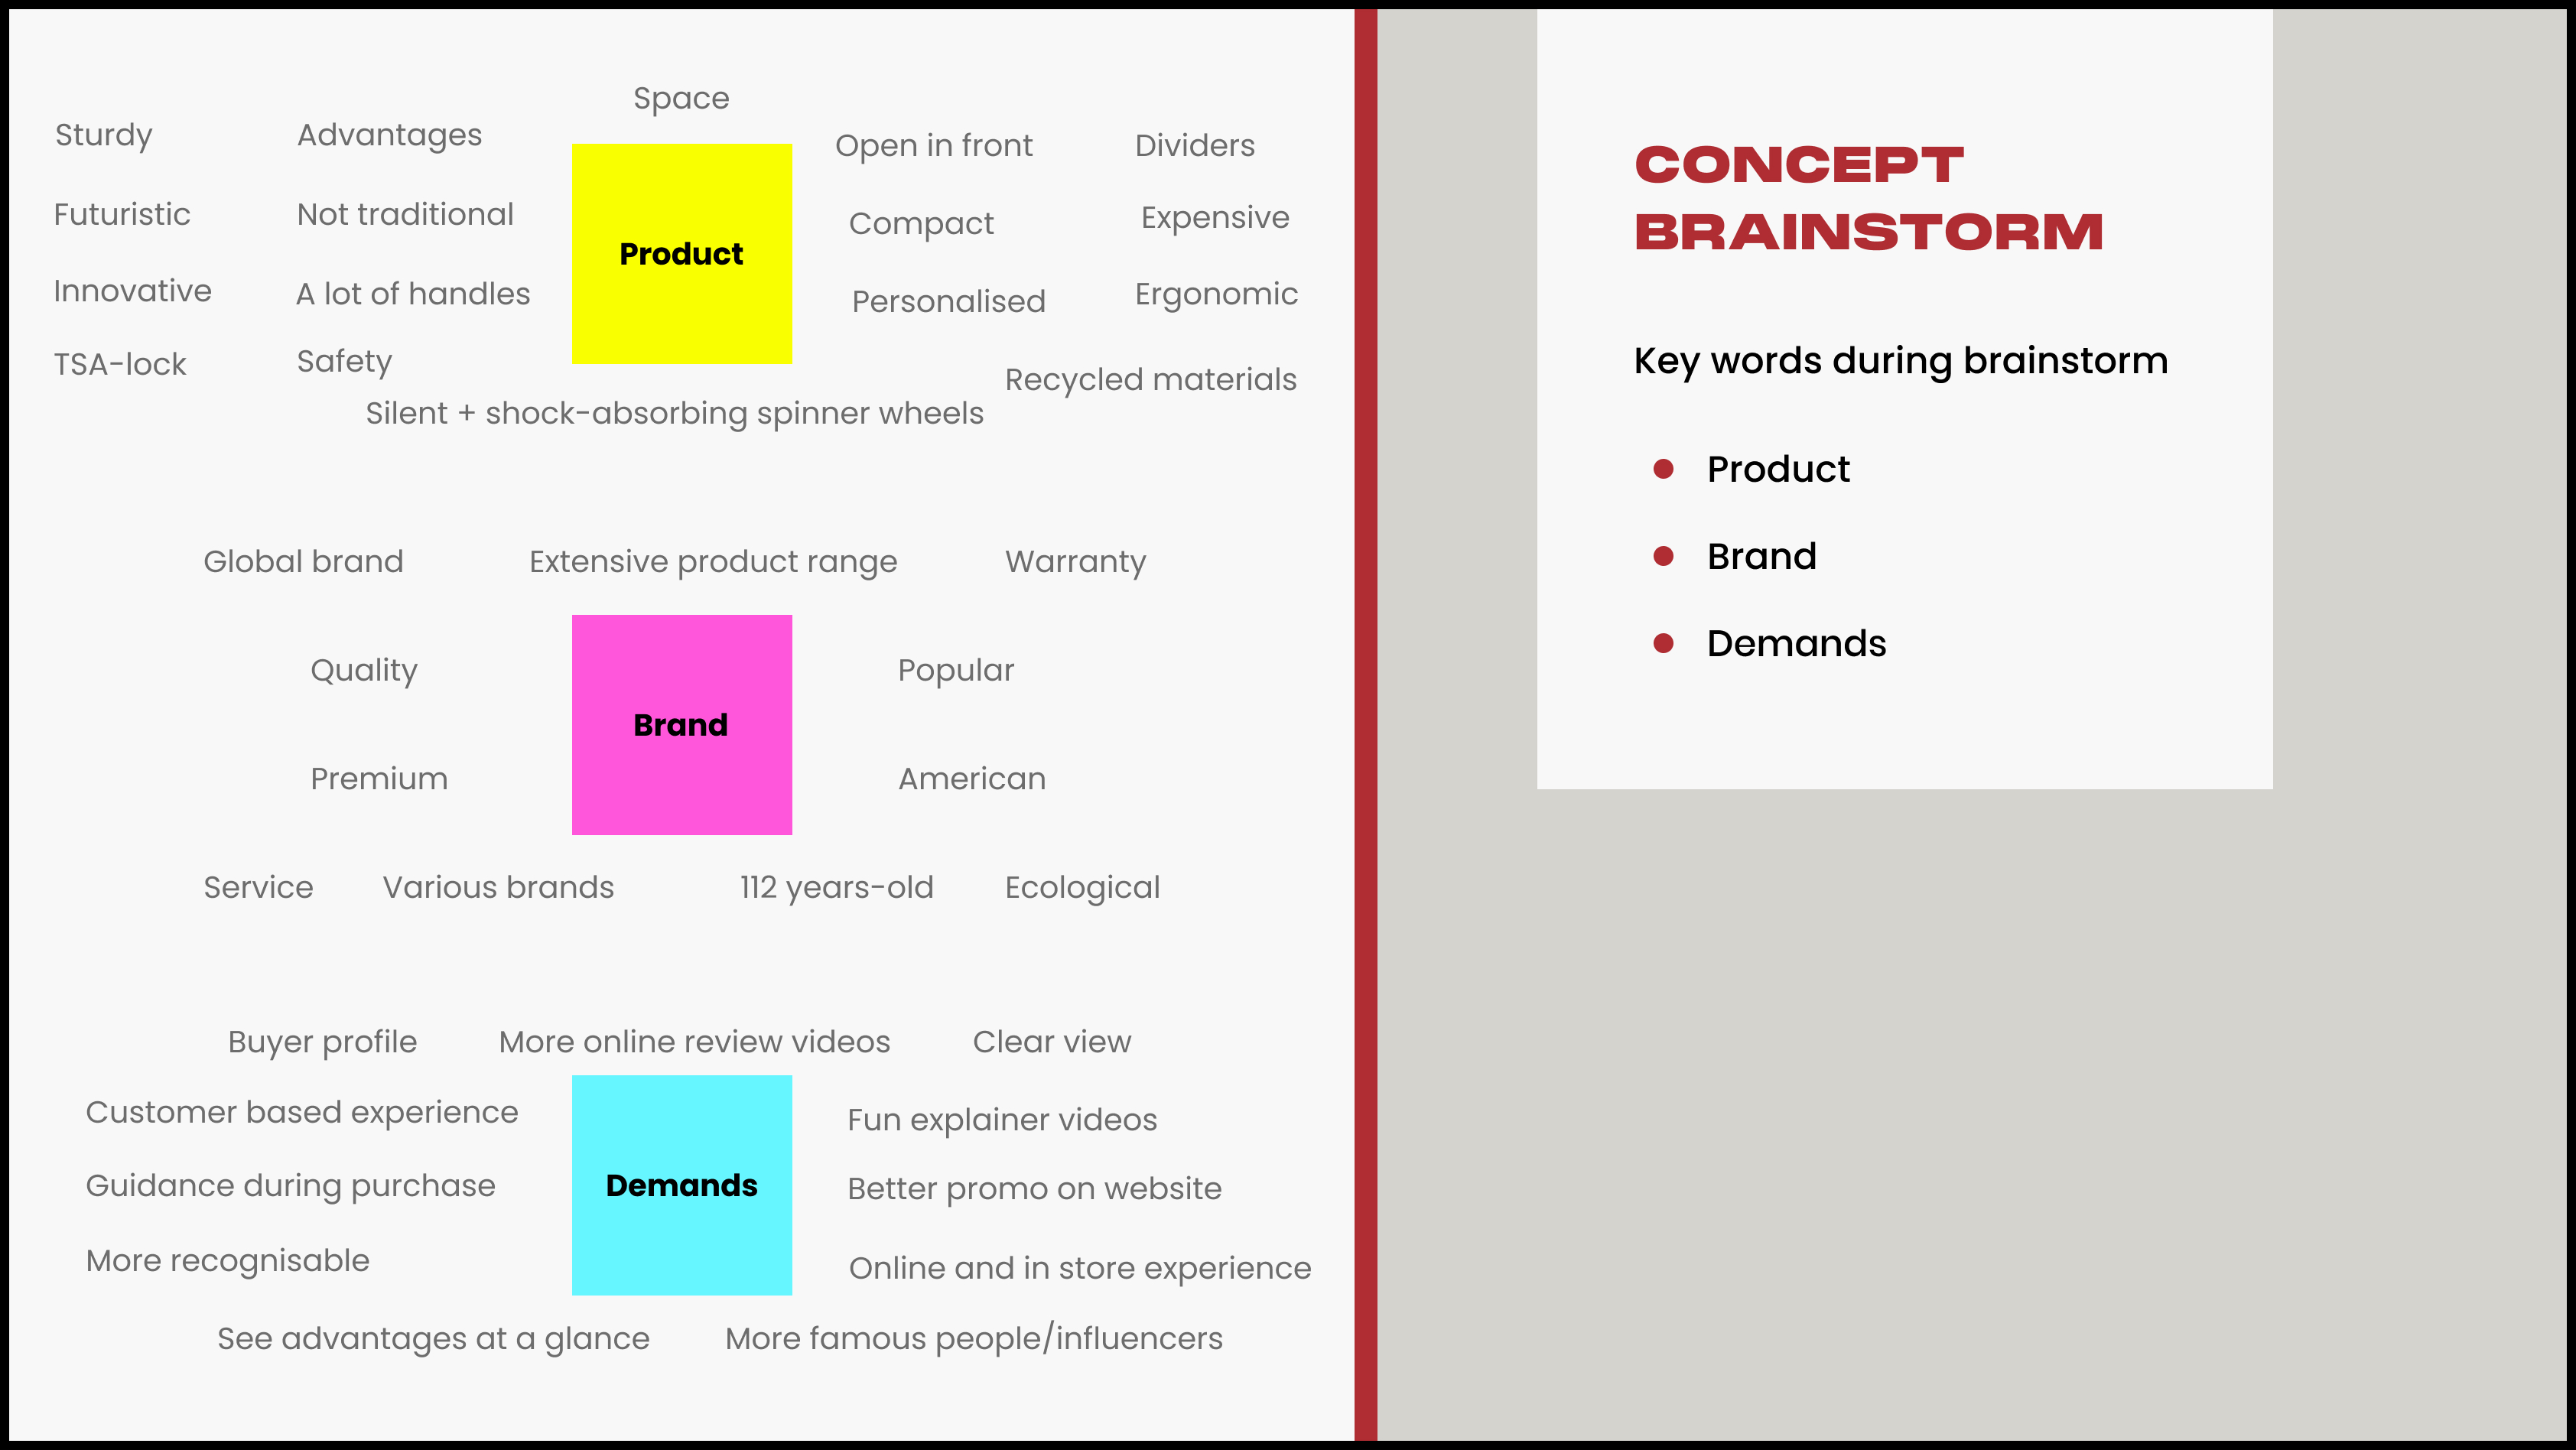 Space
Sturdy
Advantages
Open in front
Dividers
Futuristic
Not traditional
Compact
Expensive
Product
Innovative
A lot of handles
Personalised
Ergonomic
TSA-lock
Safety
Recycled materials
Silent + shock-absorbing spinner wheels
Global brand
Extensive product range
Warranty
Quality
Popular
Brand
Premium
American
Service
Various brands
112 years-old
Ecological
Buyer profile
More online review videos
Clear view
Customer based experience
Fun explainer videos
Guidance during purchase
Demands
Better promo on website
More recognisable
Online and in store experience
See advantages at a glance
More famous people/influencers
CONCEPT
BRAINSTORM
Key words during brainstorm
Product
Brand
Demands